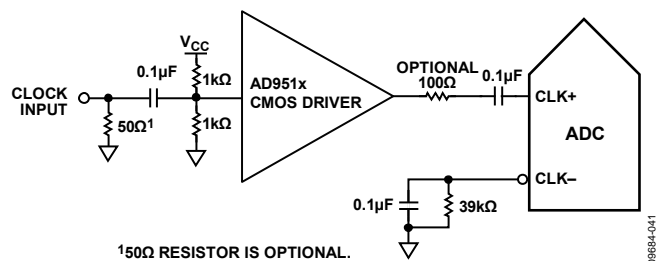 VCC
0.1µF
1kΩ
CLOCK
INPUT
50Ω1
1kΩ
AD951x
CMOS DRIVER
OPTIONAL
100Ω
0.1µF
CLK+
ADC
CLK–
0.1µF
39kΩ
150Ω RESISTOR IS OPTIONAL.
09684-041